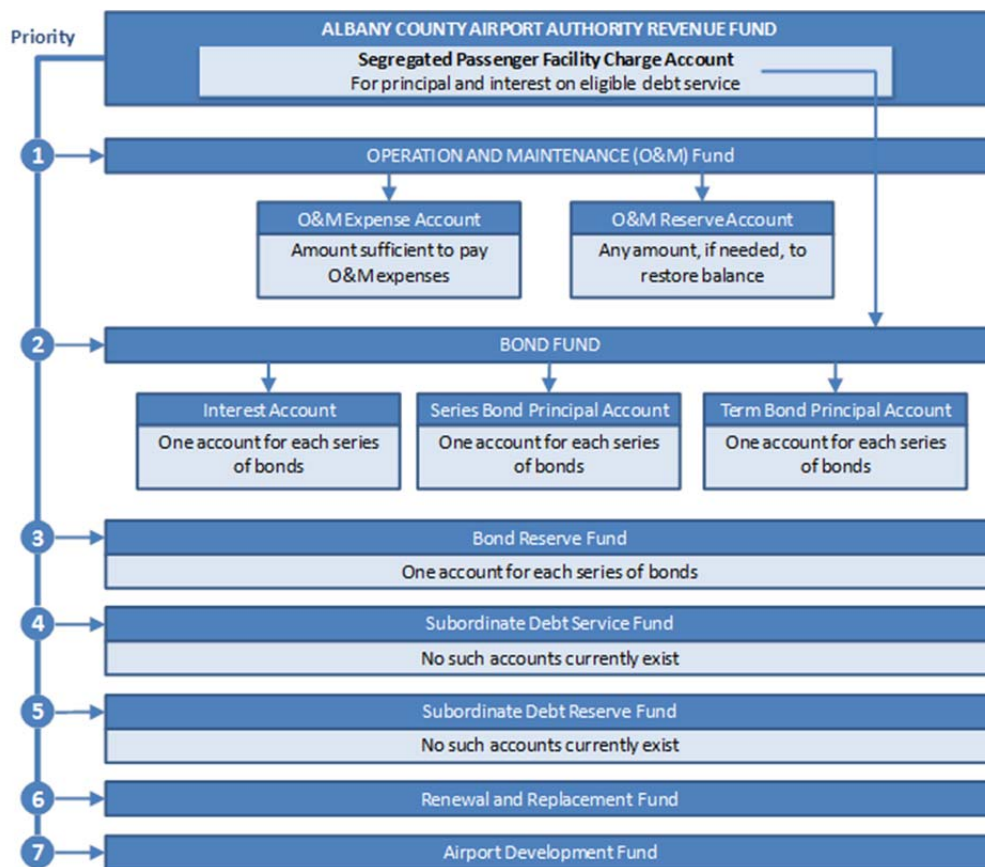 Priority
ALBANY COUNTY AIRPORT AUTHORITY REVENUE FUND
Segregated Passenger Facility Charge Account
For principal and interest on eligible debt service
1
OPERATION AND MAINTENANCE (O&M) Fund
O&M Expense Account
Amount sufficient to pay
O&M expenses
O&M Reserve Account
Any amount, if needed, to
restore balance
2
BOND FUND
Interest Account
One account for each series
of bonds
Series Bond Principal Account
One account for each series
of bonds
Term Bond Principal Account
One account for each series
of bonds
3
Bond Reserve Fund
One account for each series of bonds
4
Subordinate Debt Service Fund
No such accounts currently exist
5
Subordinate Debt Reserve Fund
No such accounts currently exist
6
Renewal and Replacement Fund
7
Airport Development Fund